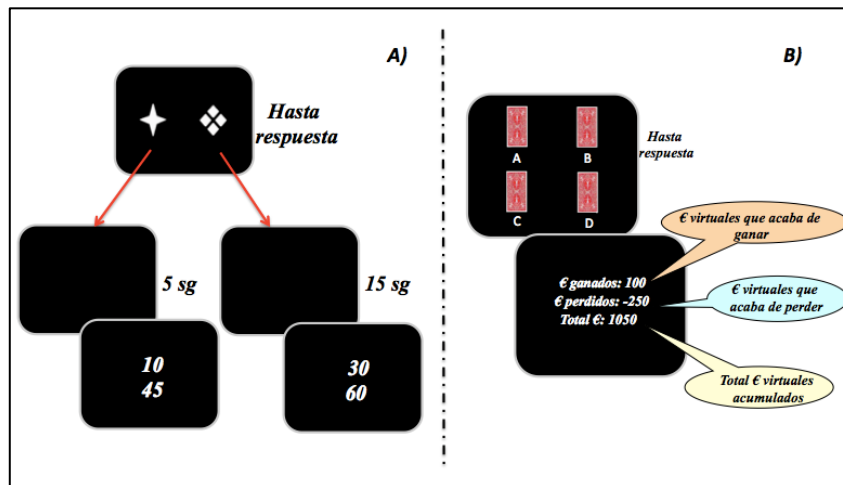 A)
Hasta
respuesta
5 sg
15 sg
10
45
30
60
B)
A B
C D
Hasta
respuesta
€ virtuales que acaba de
ganar
€ ganados: 100
€ perdidos: -250
Total €: 1050
€ virtuales que
acaba de perder
Total € virtuales
acumulados